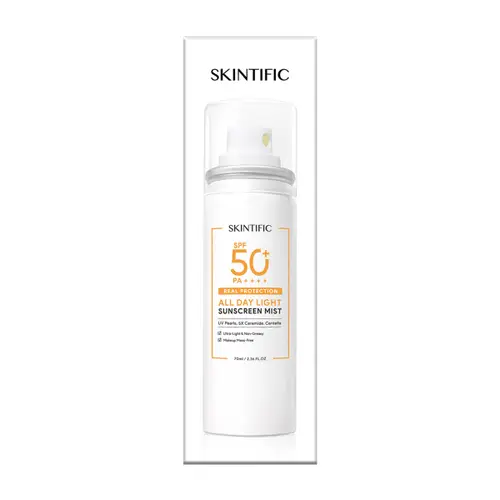 SKINTIFIC
SKINTIFIC
SPF
50+
PA++++
REAL PROTECTION
ALL DAY LIGHT
SUNSCREEN MIST
UV Pearls, 5X Ceramide, Centella
Ultra Light & Non Greasy
Makeup Mess-Free